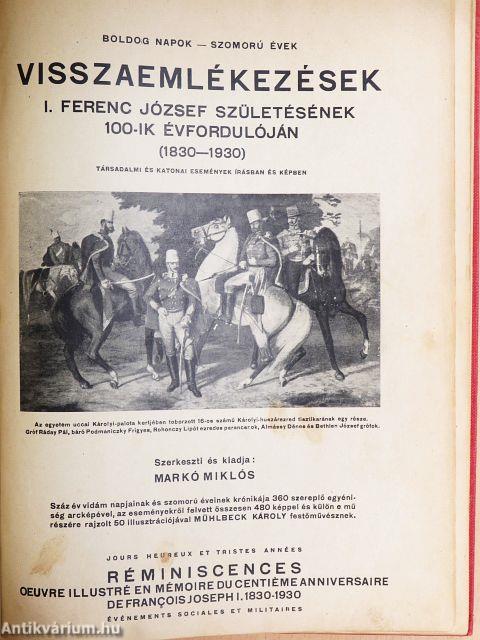 BOLDOG NAPOK — SZOMORÚ ÉVEK
VISSZAEMLÉKEZÉSEK
I. FERENC JÓZSEF SZÜLETÉSÉNEK
100-IK ÉVFORDULÓJÁN
(1830—1930)
TÁRSADALMI ÉS KATONAI ESEMÉNYEK ÍRÁSBAN ÉS KÉPBEN
Az egyetem uccai Károlyi-palota kertjében toborzott 16-os számú Károlyi-huszárezred tisztikarának egy része.
Gróf Ráday Pál, báró Podmaniczky Frigyes, Rohonczy Lipót ezredes parancsnok, Almássy Dénes és Bethlen József grófok.
Szerkeszti és kiadja:
MARKÓ MIKLÓS
Száz év vidám napjainak és szomorú éveinek krónikája 360 szereplő egyéni-
ség arcképével, az eseményekről felvett összesen 480 képpel és külön e mű
részére rajzolt 50 illusztrációjával MÜHLBECK KÁROLY festőművésznek.
JOURS HEUREUX ET TRISTES ANNÉES
RÉMINISCENCES
OEUVRE ILLUSTRÉ EN MÉMOIRE DU CENTIÈME ANNIVERSAIRE
DE FRANÇOIS JOSEPH I. 1830-1930
ÉVÉNEMENTS SOCIALES ET MILITAIRES
Antikvárium.hu